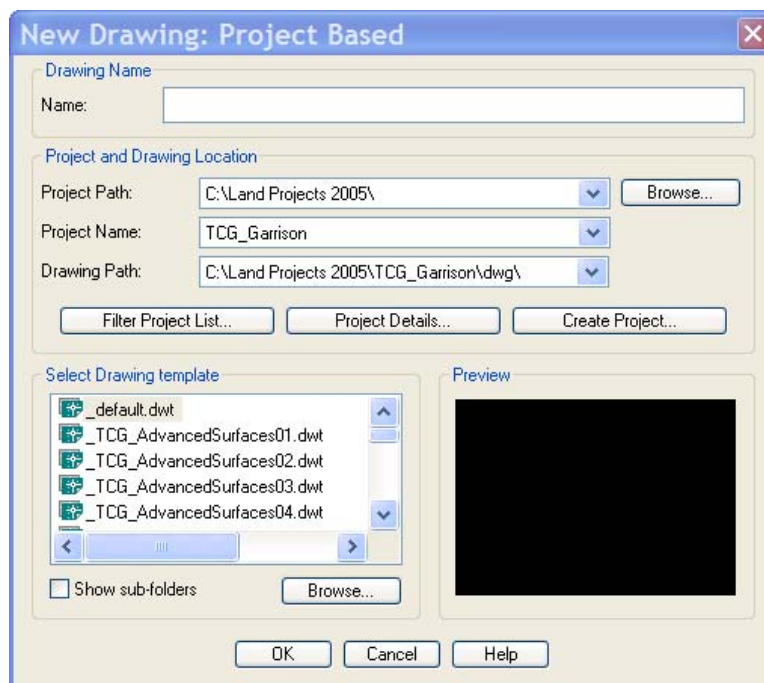 New Drawing: Project Based
Drawing Name
Name:
Project and Drawing Location
Project Path: C:\Land Projects 2005\ Browse...
Project Name: TCG_Garrison
Drawing Path: C:\Land Projects 2005\TCG_Garrison\dwg\
Filter Project List... Project Details... Create Project...
Select Drawing template Preview
_default.dwt
_TCG_AdvancedSurfaces01.dwt
_TCG_AdvancedSurfaces02.dwt
_TCG_AdvancedSurfaces03.dwt
_TCG_AdvancedSurfaces04.dwt
Show sub-folders Browse...
OK Cancel Help